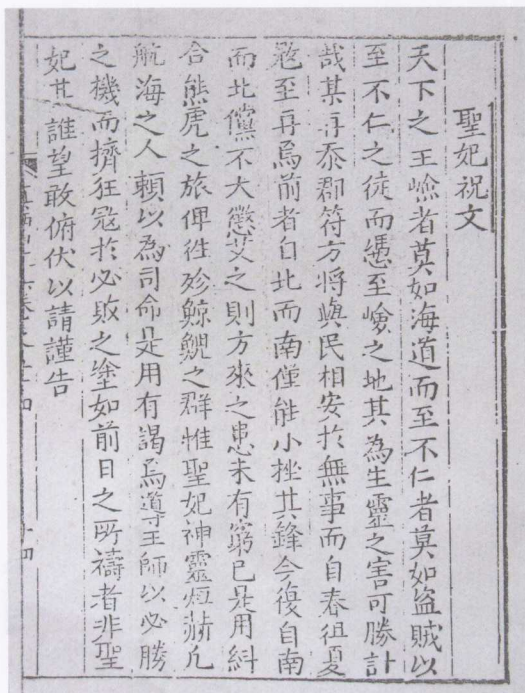 聖妃祝文
天下之王嶮者莫如海道而至不仁者莫如盜賊以
至不仁之徒而憑至嶮之地其為生靈之害可勝計
哉某再忝郡符方將與民相安於無事而自春徂夏
寇至再焉前者自北而南僅能小挫其鋒今復自南
而北儻不大懲艾之則方來之患未有窮已是用糾
合熊虎之旅俾往殄鯨鯢之群惟聖妃神靈烜赫凡
航海之人賴以為司命是用有謁焉導王師以必勝
之機而擠狂寇於必敗之塗如前日之所禱者非聖
妃其誰望敢俯伏以請謹告